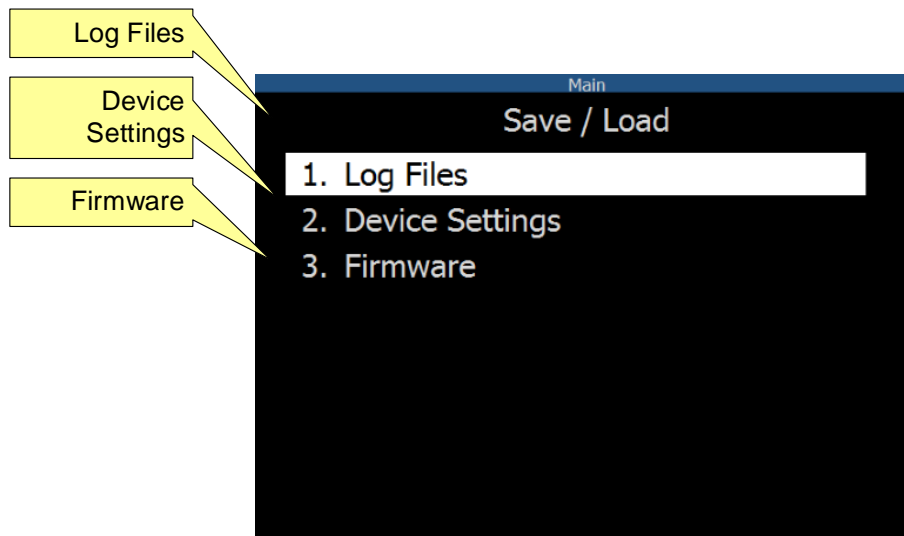 Log Files
Device
Settings
Firmware
Main
Save / Load
1. Log Files
2. Device Settings
3. Firmware